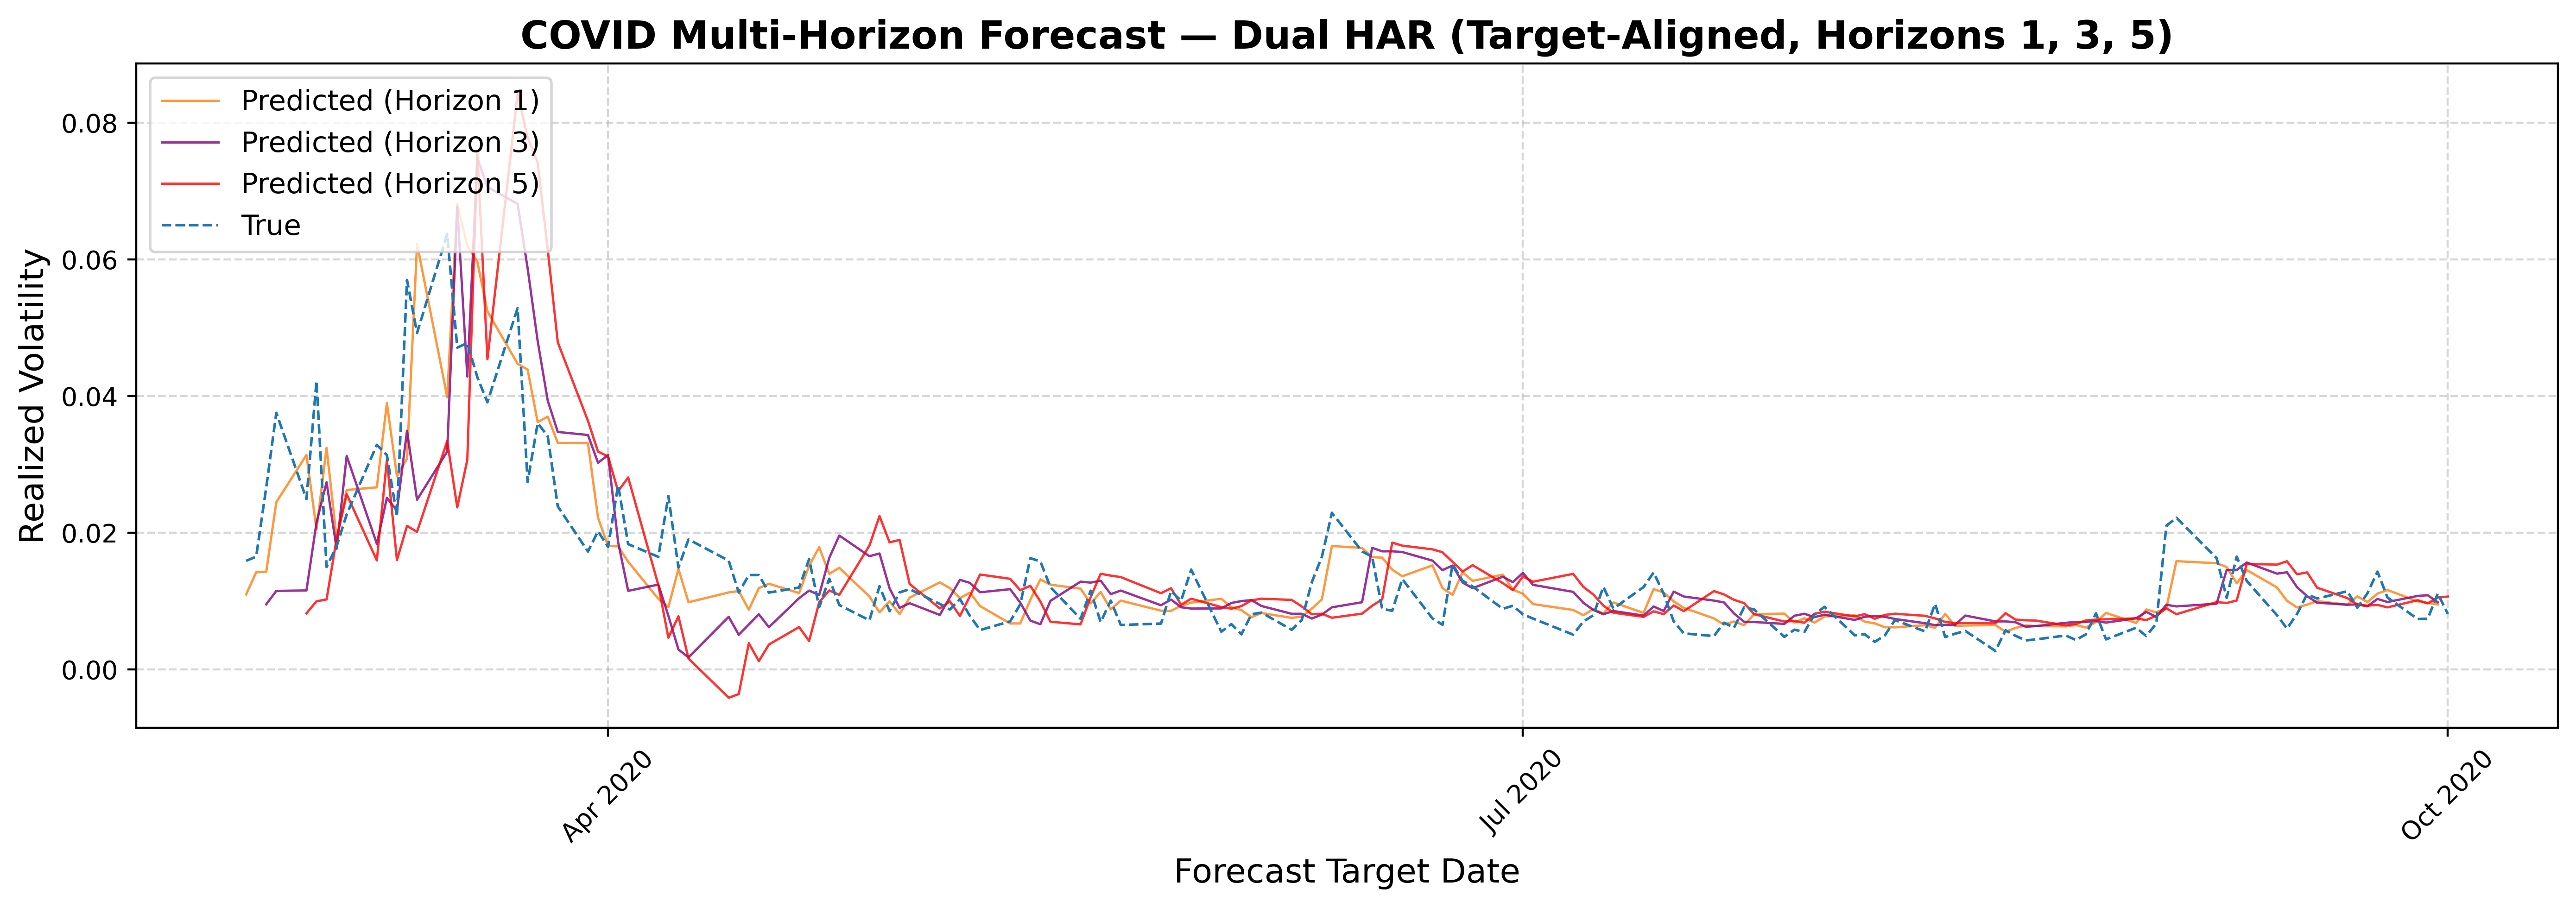 COVID Multi-Horizon Forecast — Dual HAR (Target-Aligned, Horizons 1, 3, 5)
Predicted (Horizon 1)
Predicted (Horizon 3)
Predicted (Horizon 5)
True
Realized Volatility
0.08
0.06
0.04
0.02
0.00
Apr 2020
Jul 2020
Oct 2020
Forecast Target Date